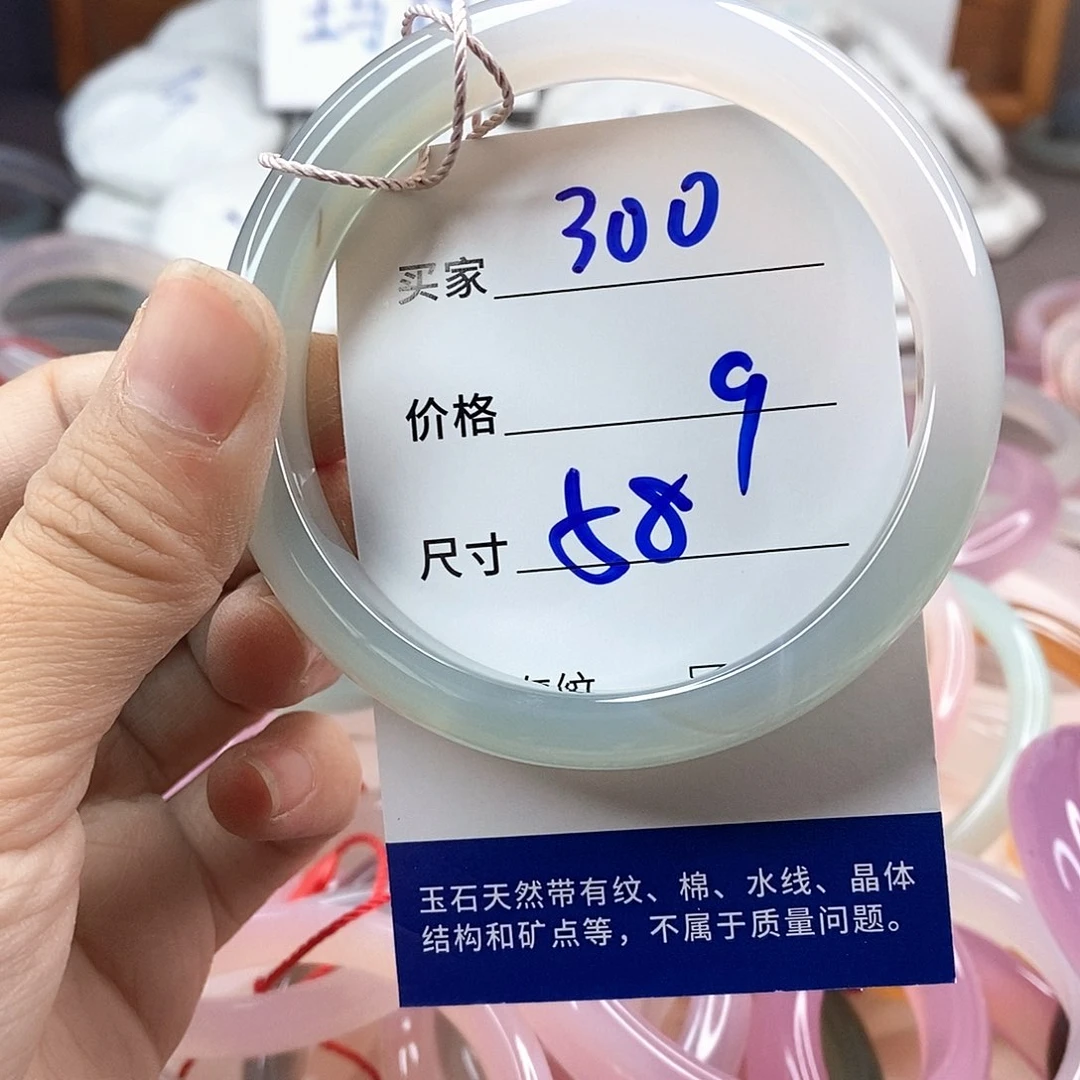 买家 300
价格 9
尺寸 58
玉石天然带有纹、棉、水线、晶体
结构和矿点等，不属于质量问题。